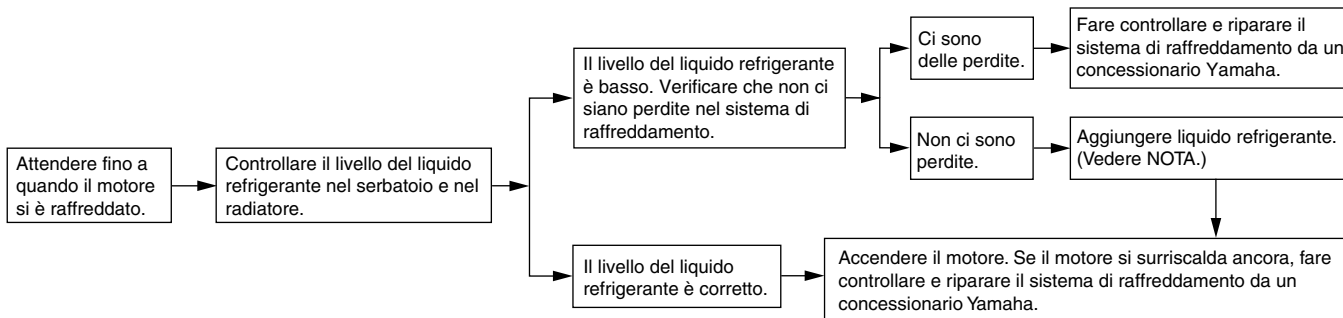 Attendere fino a
quando il motore
si è raffreddato.
Controllare il livello del liquido
refrigerante nel serbatoio e nel
radiatore.
Il livello del liquido refrigerante
è basso. Verificare che non ci
siano perdite nel sistema di
raffreddamento.
Ci sono
delle perdite.
Fare controllare e riparare il
sistema di raffreddamento da un
concessionario Yamaha.
Non ci sono
perdite.
Aggiungere liquido refrigerante.
(Vedere NOTA.)
Il livello del liquido
refrigerante è corretto.
Accendere il motore. Se il motore si surriscalda ancora, fare
controllare e riparare il sistema di raffreddamento da un
concessionario Yamaha.